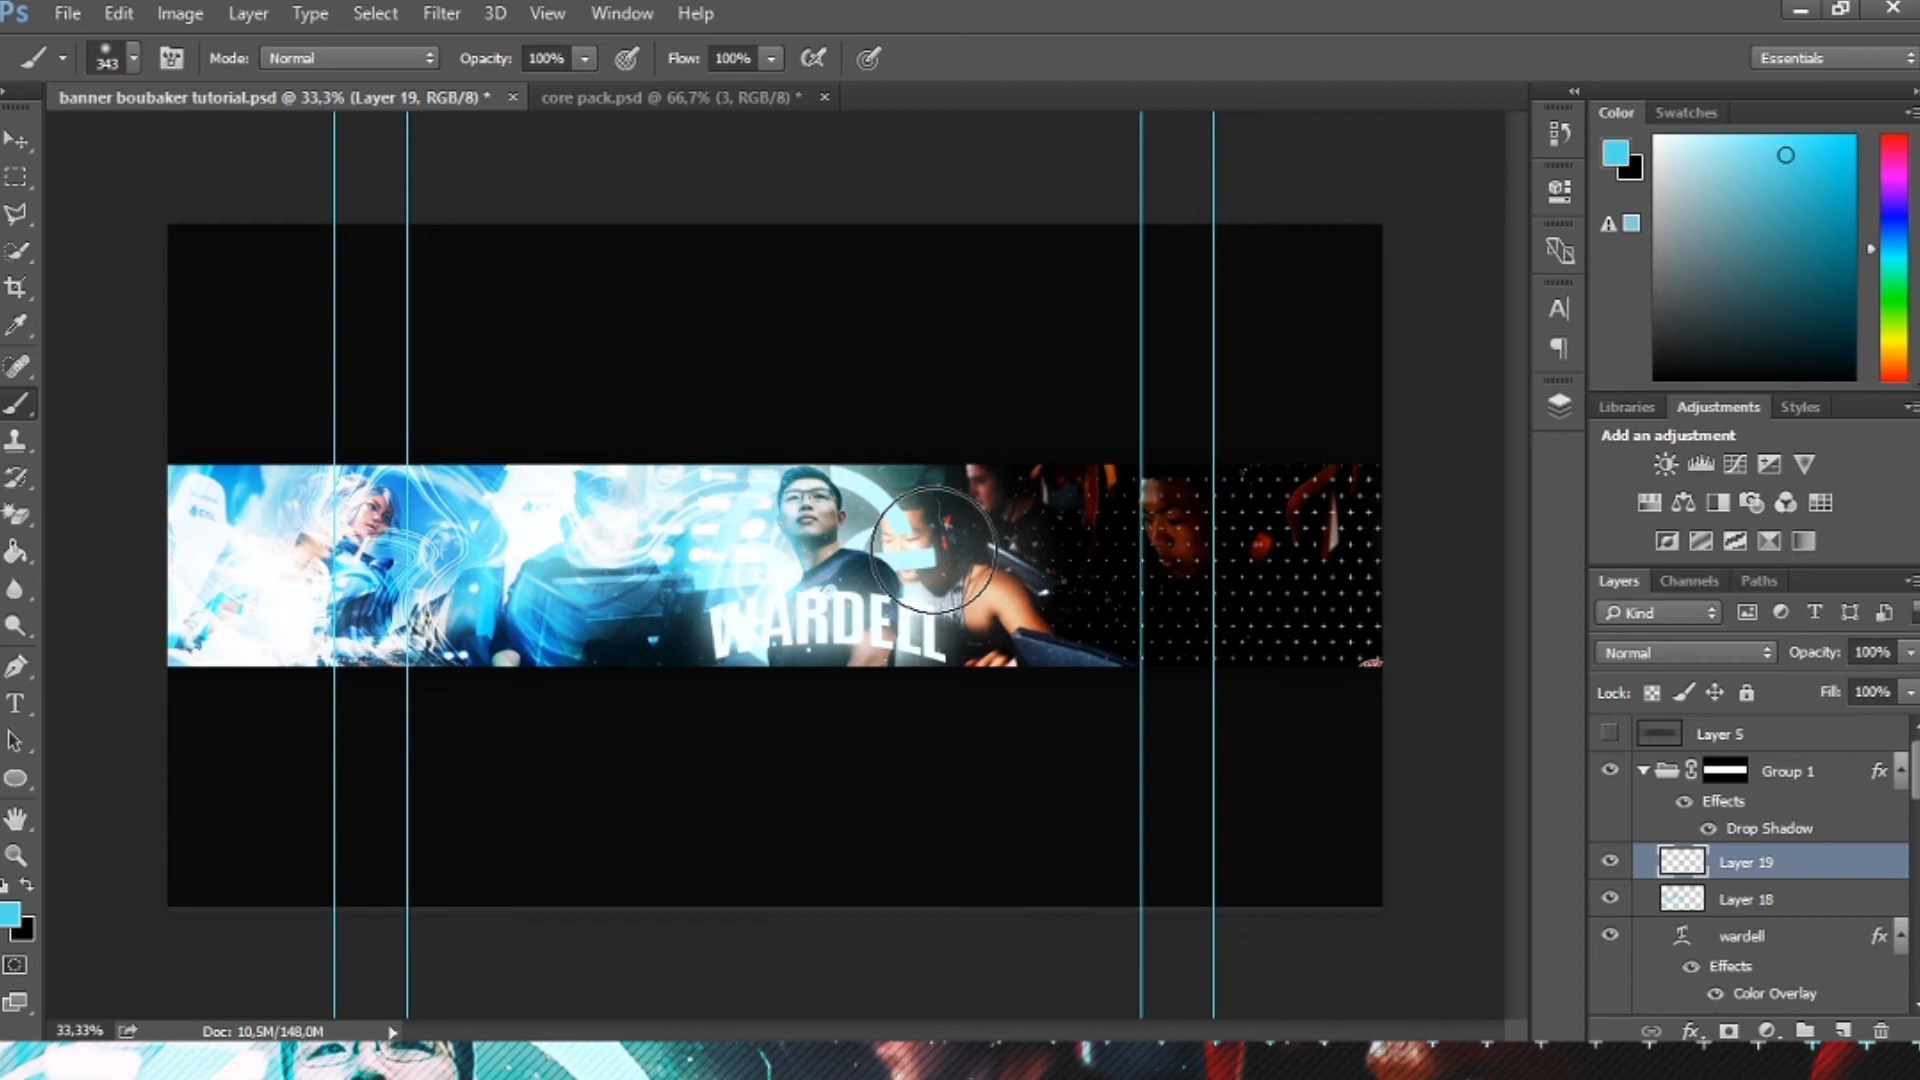 Ps File Edit Image Layer Type Select Filter 3D View Window Help
343 Mode: Normal Opacity: 100% Flow: 100% Essentials
banner boubaker tutorial.psd @ 33,3% (Layer 19, RGB/8) * × core pack.psd @ 66,7% (3, RGB/8) * ×
Color Swatches
Libraries Adjustments Styles
Add an adjustment
ESL
WARDELL
Layers Channels Paths
Kind
Normal Opacity: 100%
Lock: Fill: 100%
Layer 5
Group 1 fx
Effects
Drop Shadow
Layer 19
Layer 18
wardell fx
Effects
Color Overlay
33,33% Doc: 10,5M/148,0M